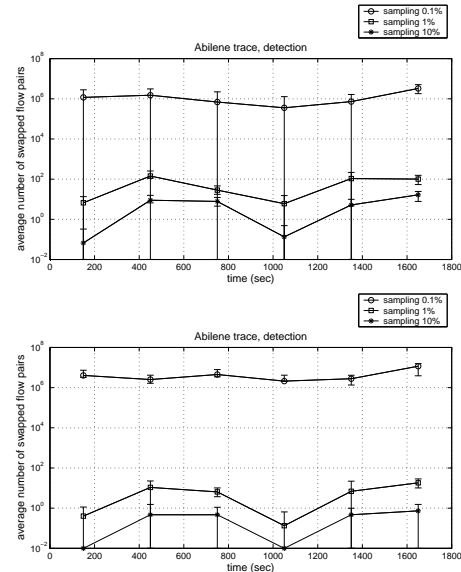 sampling 0.1%
sampling 1%
sampling 10%
Abilene trace, detection
10^8
10^6
10^4
10^2
10^0
10^-2
average number of swapped flow pairs
0 200 400 600 800 1000 1200 1400 1600 1800
time (sec)
sampling 0.1%
sampling 1%
sampling 10%
Abilene trace, detection
10^8
10^6
10^4
10^2
10^0
10^-2
average number of swapped flow pairs
0 200 400 600 800 1000 1200 1400 1600 1800
time (sec)